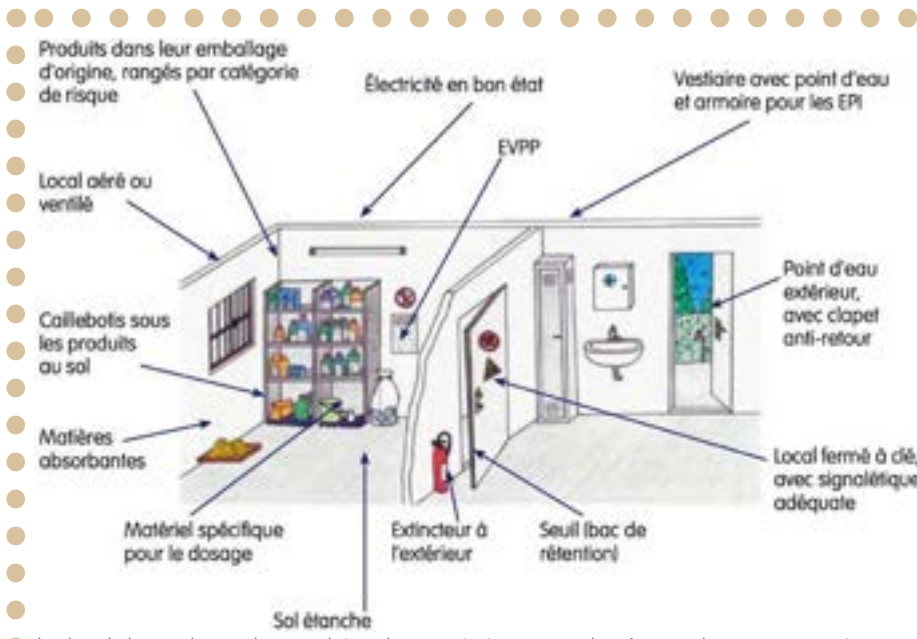 Produits dans leur emballage
d'origine, rangés par catégorie
de risque
Électricité en bon état
Vestiaire avec point d'eau
et armoire pour les EPI
EVPP
Local aéré ou
ventilé
Point d'eau
extérieur,
avec clapet
anti-retour
Caillebotis sous
les produits
au sol
Matières
absorbantes
Local fermé à clé,
avec signalétique
adéquate
Matériel spécifique
pour le dosage
Extincteur à
l'extérieur
Seuil (bac de
rétention)
Sol étanche